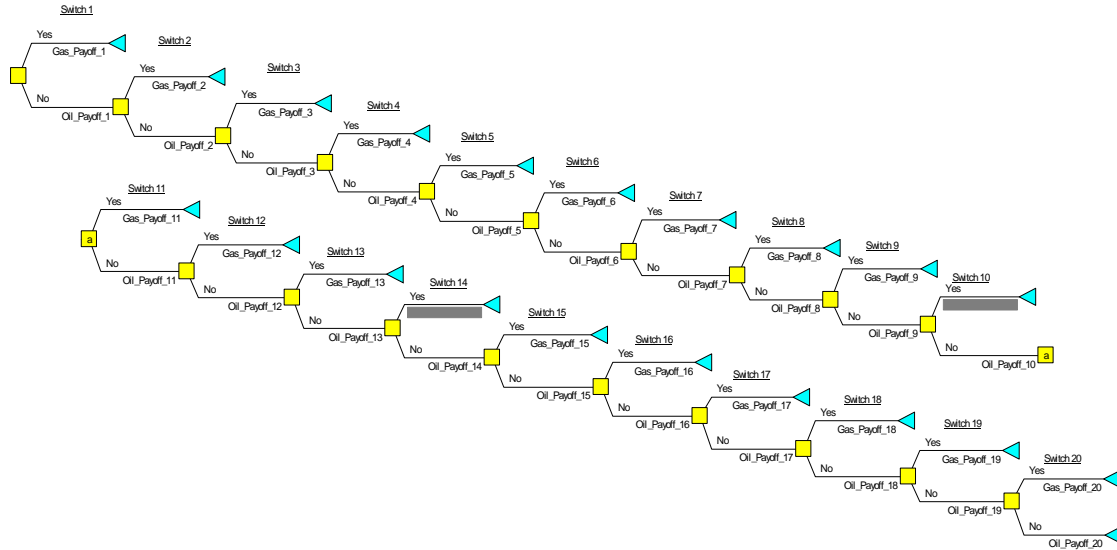 Switch 1
Yes
Gas_Payoff_1
No
Oil_Payoff_1
Switch 2
Yes
Gas_Payoff_2
No
Oil_Payoff_2
Switch 3
Yes
Gas_Payoff_3
No
Oil_Payoff_3
Switch 4
Yes
Gas_Payoff_4
No
Oil_Payoff_4
Switch 5
Yes
Gas_Payoff_5
No
Oil_Payoff_5
Switch 6
Yes
Gas_Payoff_6
No
Oil_Payoff_6
Switch 7
Yes
Gas_Payoff_7
No
Oil_Payoff_7
Switch 8
Yes
Gas_Payoff_8
No
Oil_Payoff_8
Switch 9
Yes
Gas_Payoff_9
No
Oil_Payoff_9
Switch 10
Yes
No
Oil_Payoff_10
a
a
Switch 11
Yes
Gas_Payoff_11
No
Oil_Payoff_11
Switch 12
Yes
Gas_Payoff_12
No
Oil_Payoff_12
Switch 13
Yes
Gas_Payoff_13
No
Oil_Payoff_13
Switch 14
Yes
No
Oil_Payoff_14
Switch 15
Yes
Gas_Payoff_15
No
Oil_Payoff_15
Switch 16
Yes
Gas_Payoff_16
No
Oil_Payoff_16
Switch 17
Yes
Gas_Payoff_17
No
Oil_Payoff_17
Switch 18
Yes
Gas_Payoff_18
No
Oil_Payoff_18
Switch 19
Yes
Gas_Payoff_19
No
Oil_Payoff_19
Switch 20
Yes
Gas_Payoff_20
No
Oil_Payoff_20